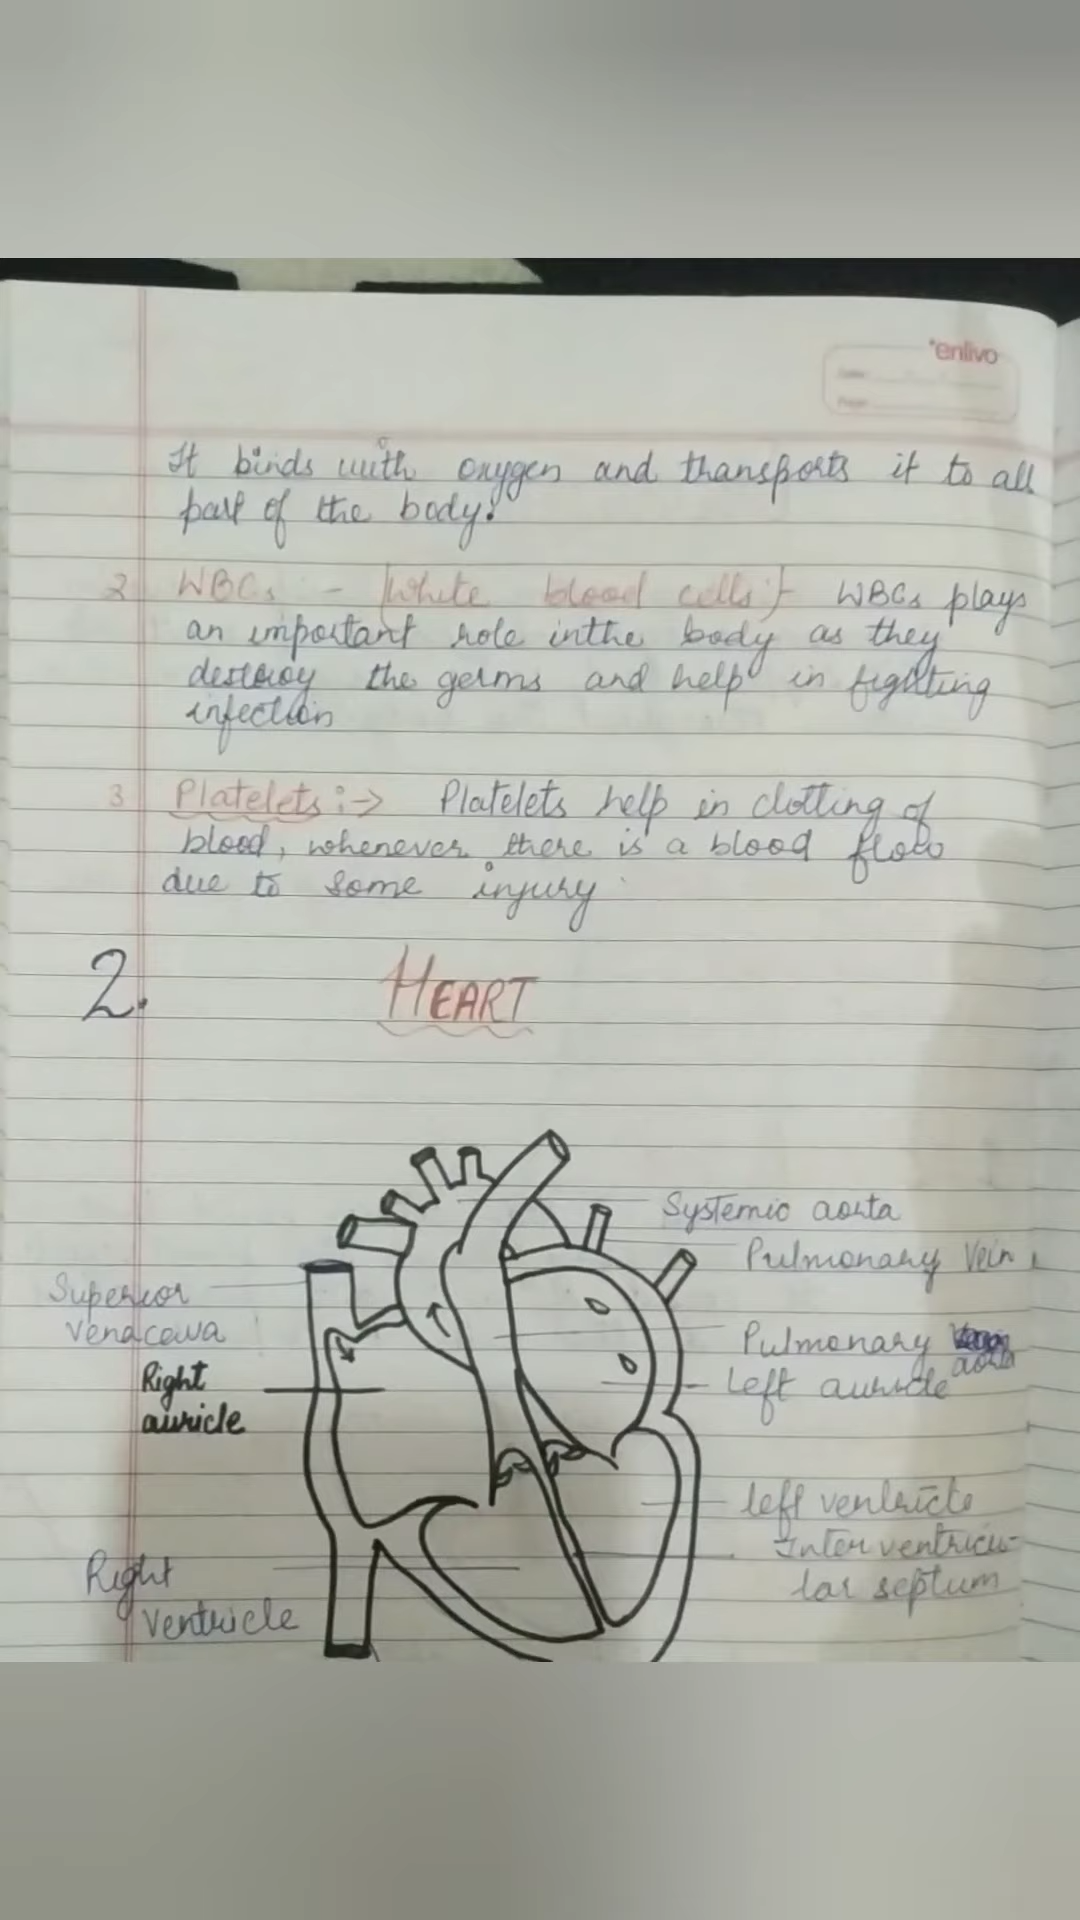 enlivo
It binds with oxygen and transports it to all
part of the body.
2 WBCs - [White blood cells]:- WBCs plays
an important role inthe body as they
destroy the germs and help in fighting
infection
3 Platelets :-> Platelets help in clotting of
blood, whenever there is a blood flow
due to some injury
2. HEART
Systemic aorta
Pulmonary Vein
Superior
Venacava
Pulmonary
aorta
Right
auricle
Left auricle
left ventricle
Inter ventricu-
lar septum
Right
ventricle